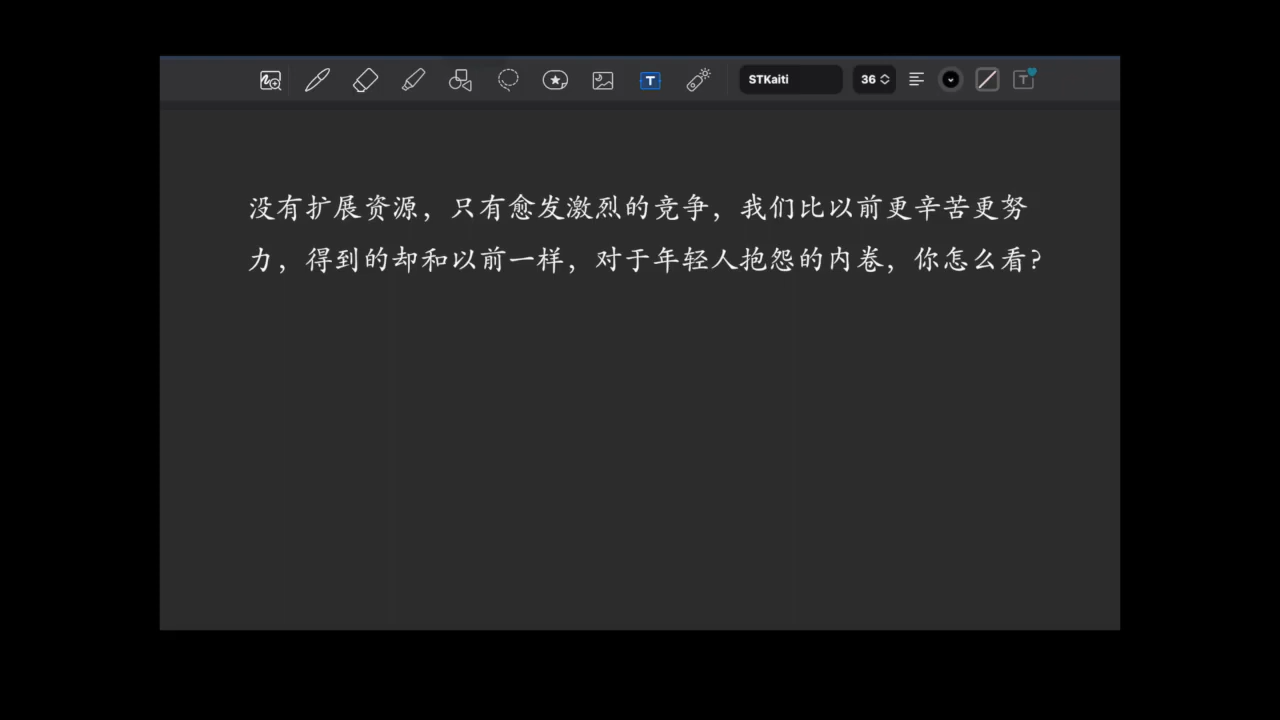 STKaiti 36
没有扩展资源，只有愈发激烈的竞争，我们比以前更辛苦更努
力，得到的却和以前一样，对于年轻人抱怨的内卷，你怎么看?